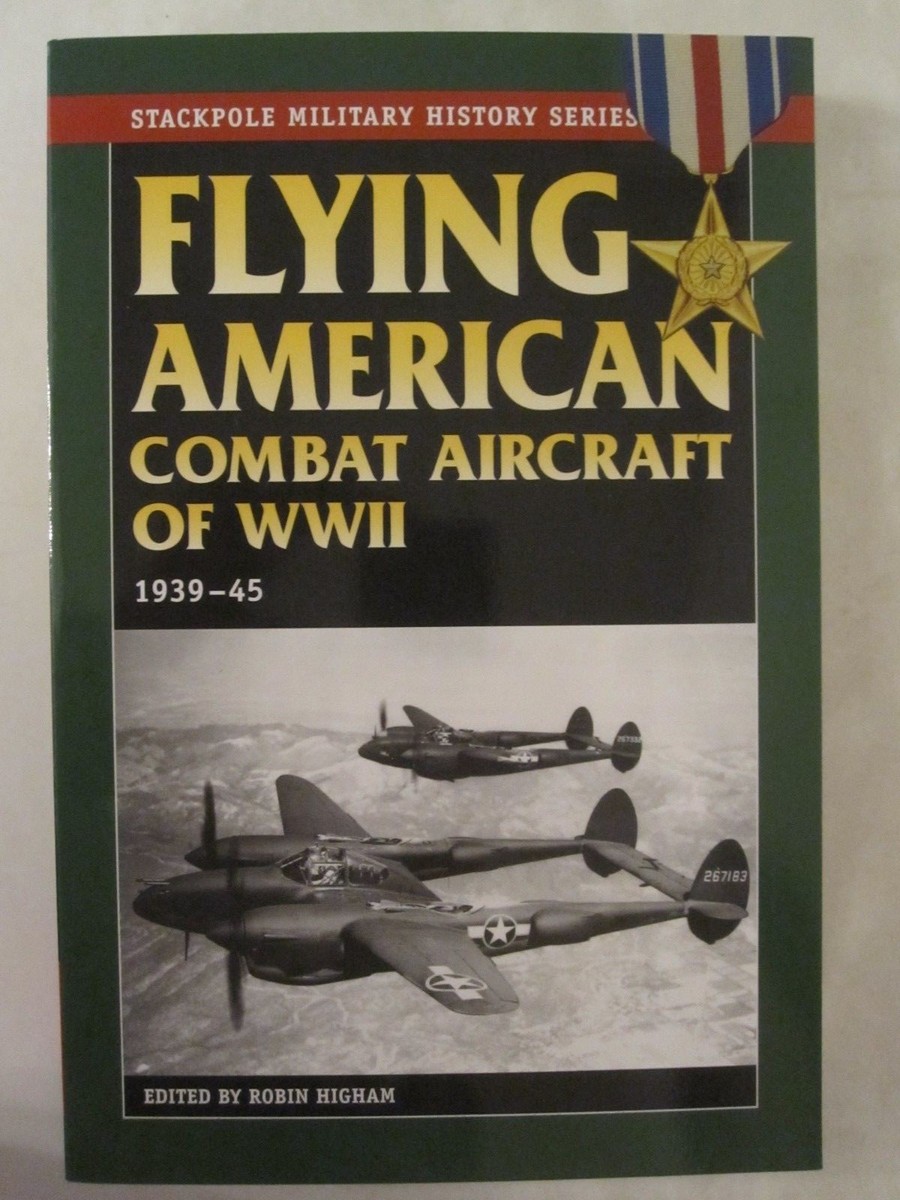 STACKPOLE MILITARY HISTORY SERIES
FLYING
AMERICAN
COMBAT AIRCRAFT
OF WWII
1939–45
267183
EDITED BY ROBIN HIGHAM